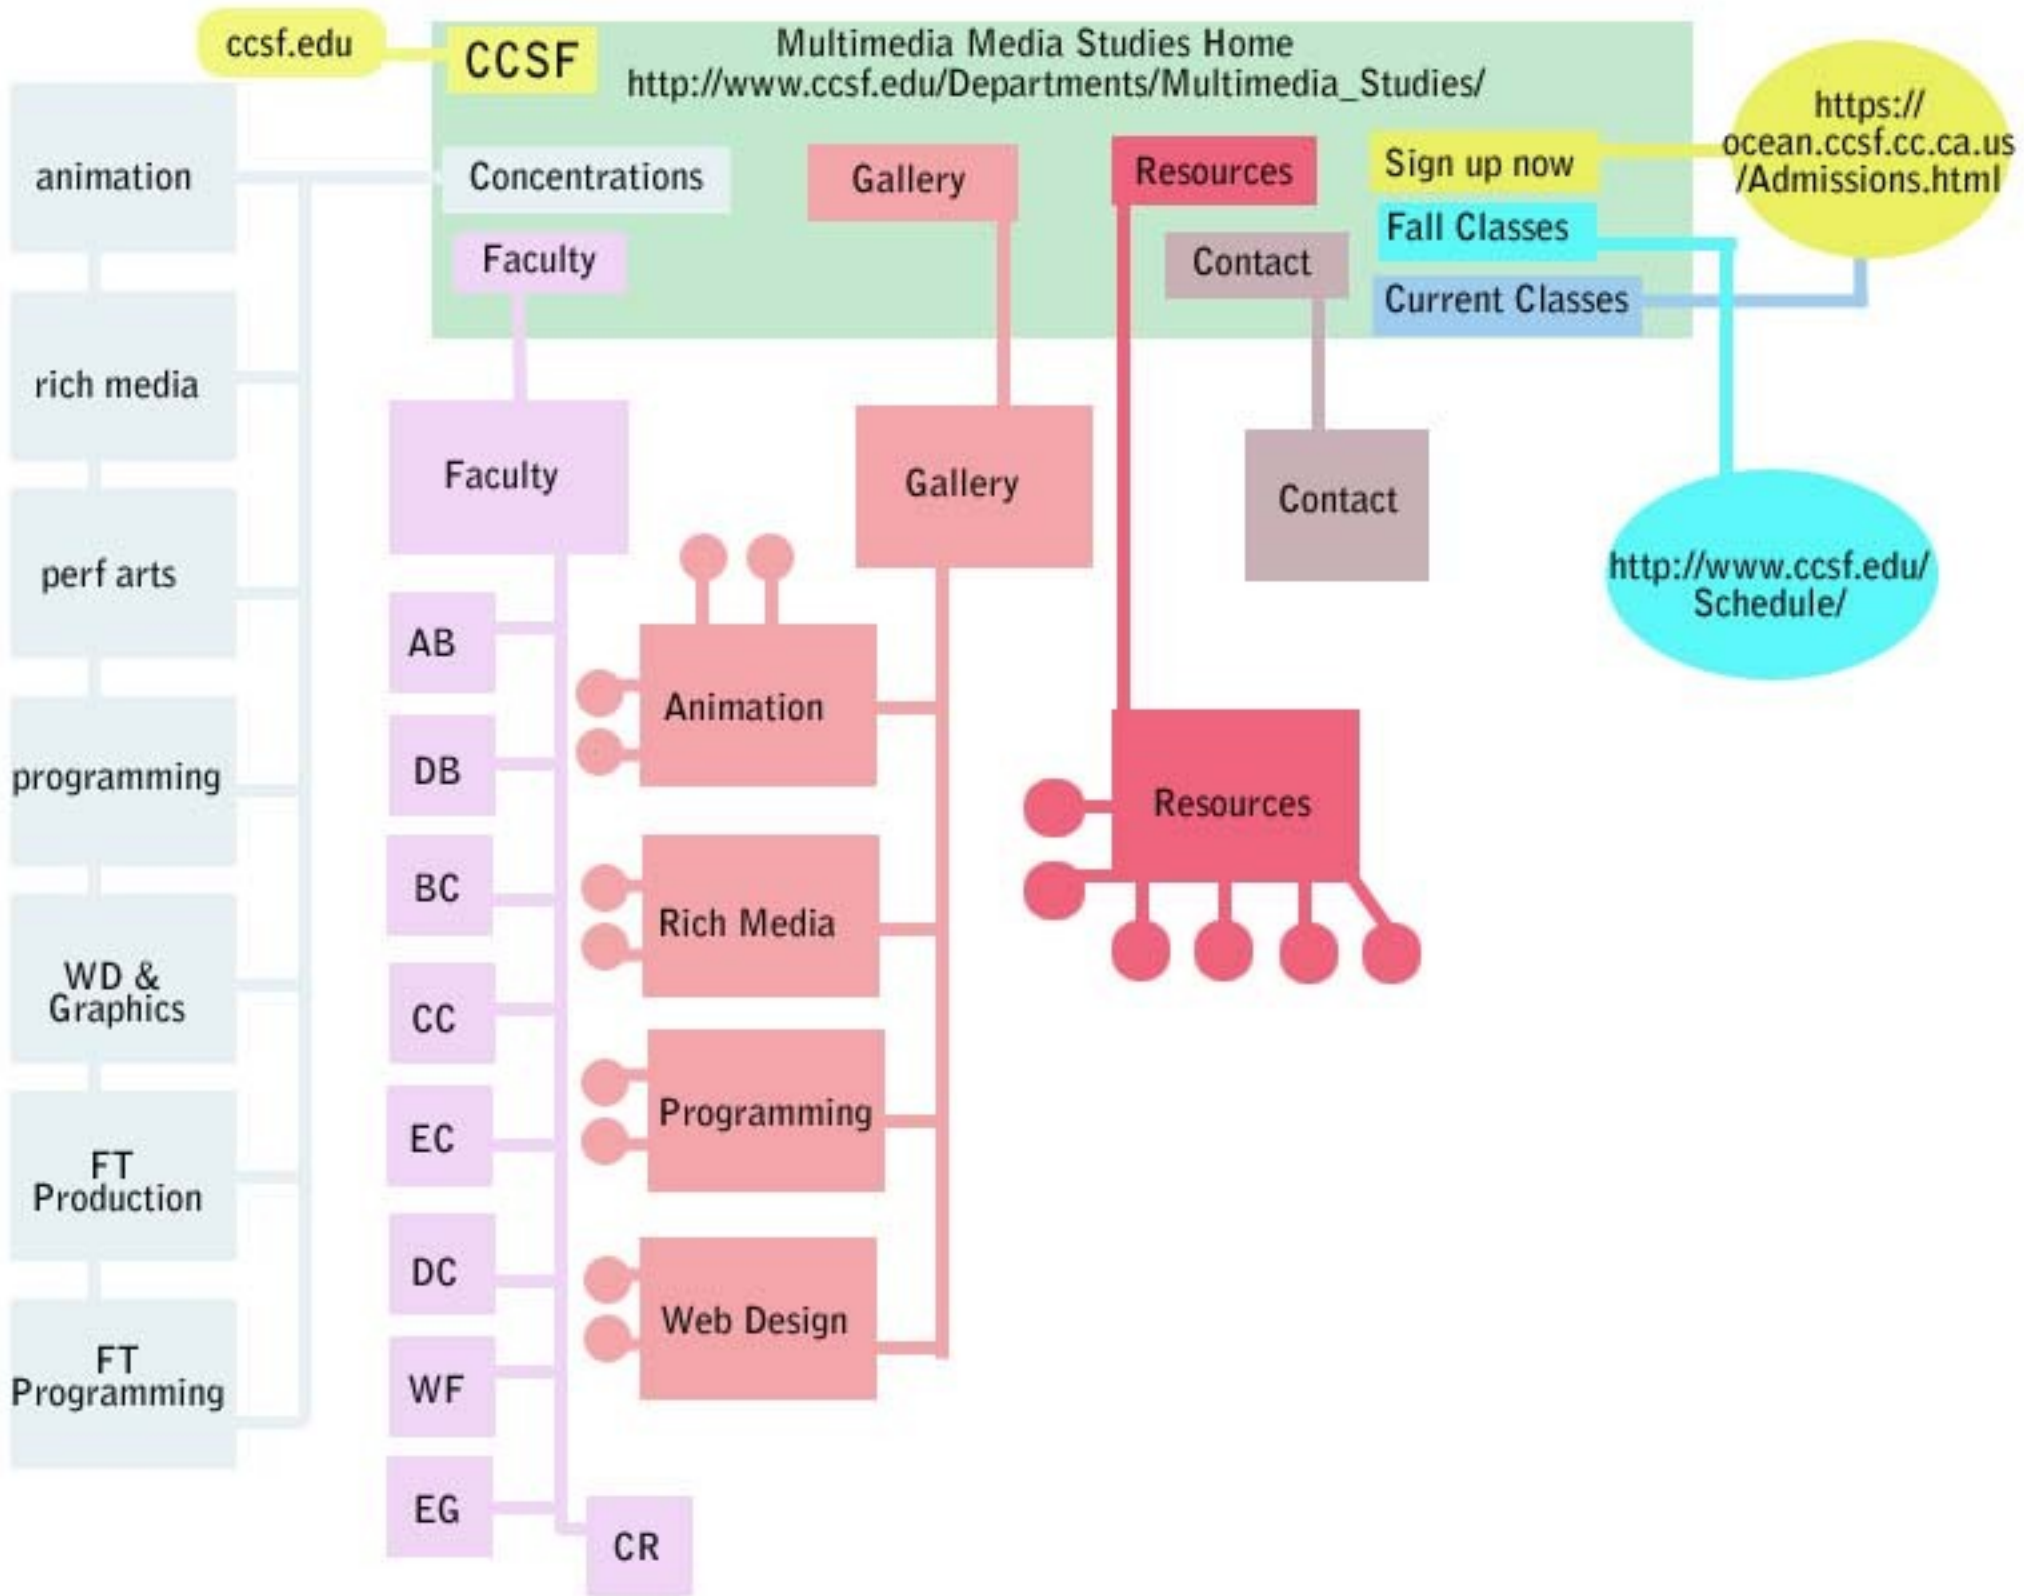 ccsf.edu
CCSF
Multimedia Media Studies Home
http://www.ccsf.edu/Departments/Multimedia_Studies/
Concentrations
Gallery
Resources
Sign up now
Faculty
Contact
Fall Classes
Current Classes
https://
ocean.ccsf.cc.ca.us
/Admissions.html
animation
rich media
perf arts
programming
WD &
Graphics
FT
Production
FT
Programming
Faculty
AB
DB
BC
CC
EC
DC
WF
EG
CR
Gallery
Animation
Rich Media
Programming
Web Design
Resources
Contact
http://www.ccsf.edu/
Schedule/